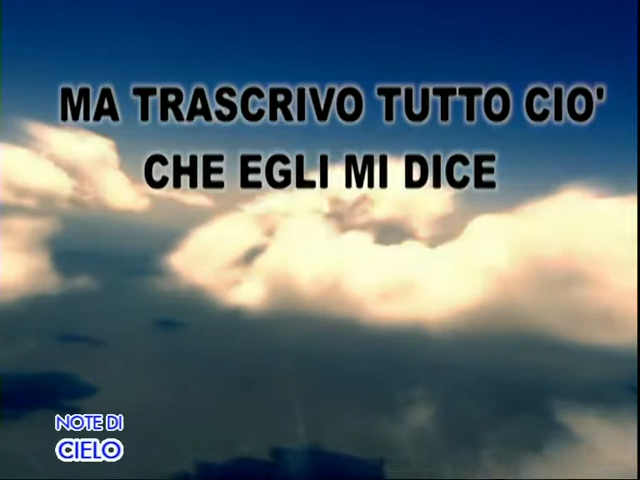 MA TRASCRIVO TUTTO CIO'
CHE EGLI MI DICE
NOTE DI
CIELO